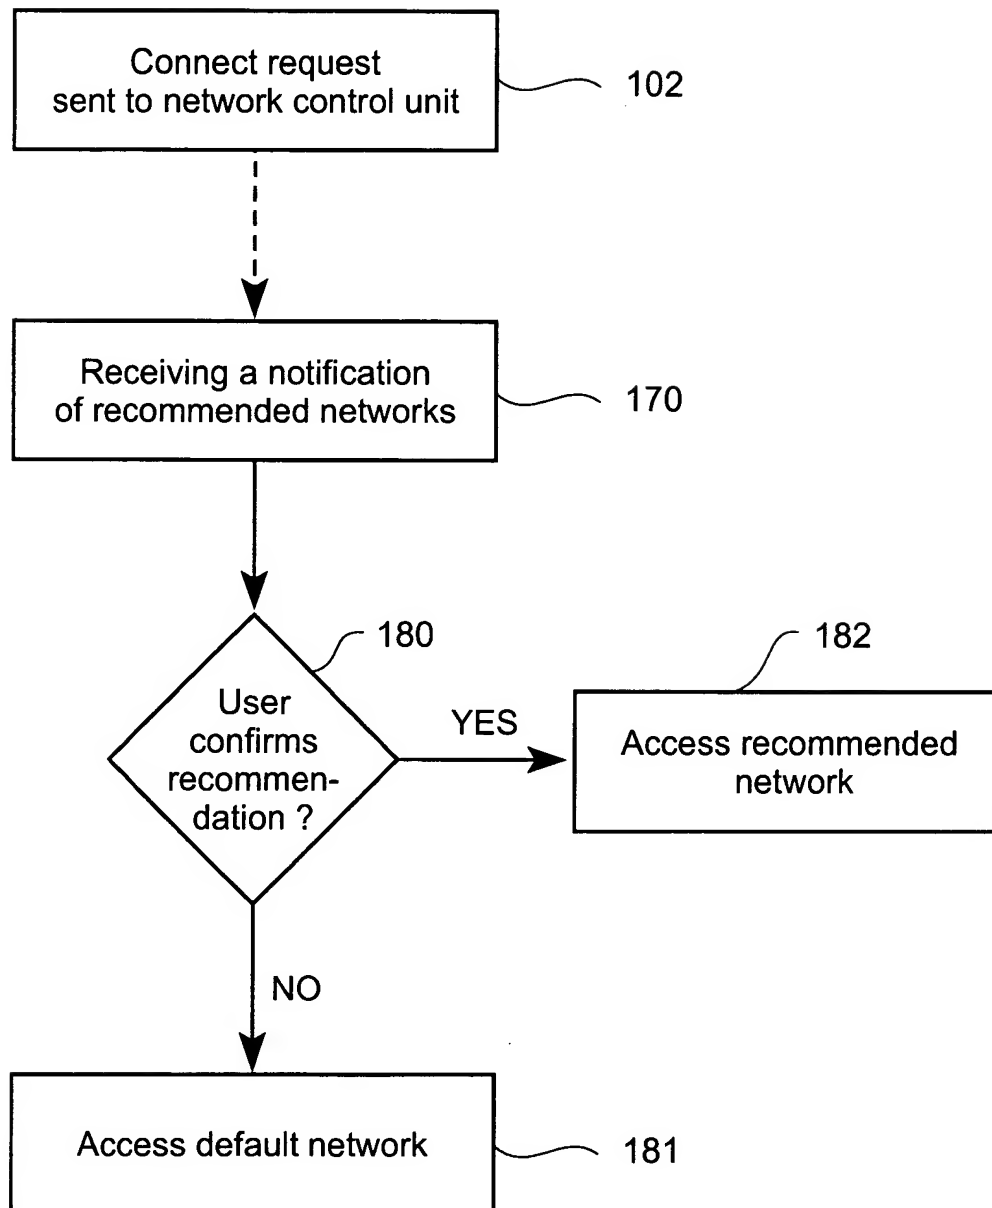 Connect request
sent to network control unit
102
Receiving a notification
of recommended networks
170
180
User
confirms
recommen-
dation ?
YES
182
Access recommended
network
NO
Access default network
181